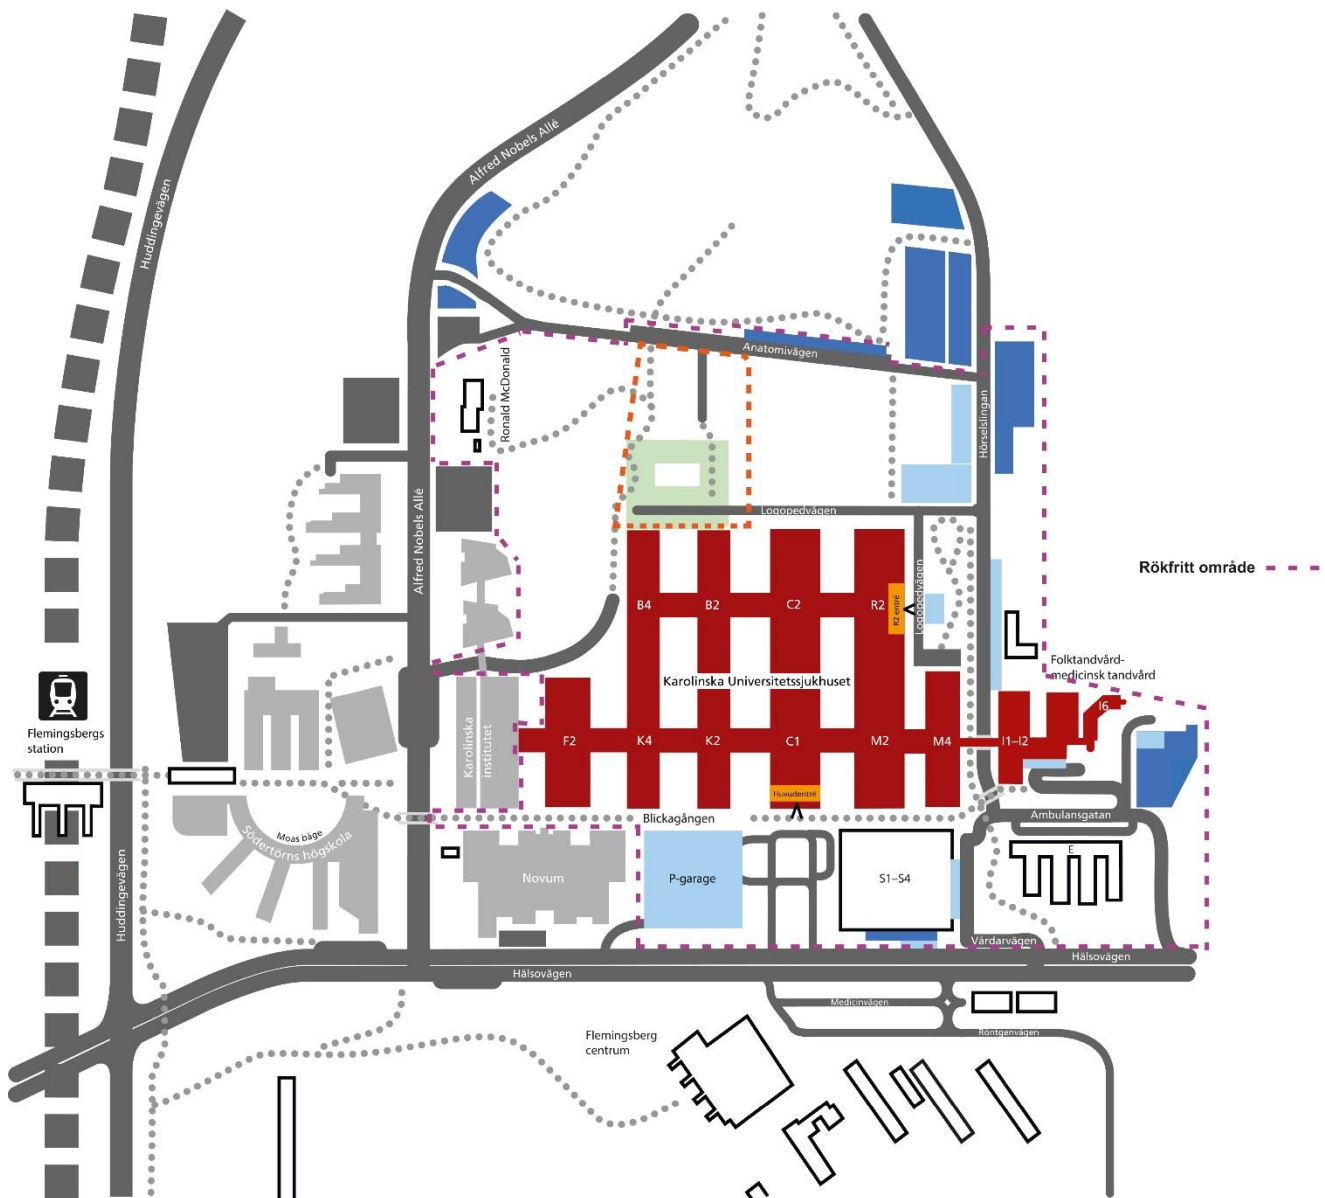 Alfred Nobels Allé
Huddingevägen
Anatomivägen
Ronald McDonald
Hörselslingan
Alfred Nobels Allé
Logopedvägen
Rökfritt område
B4
B2
C2
R2
R2 entré
Logopedvägen
Karolinska Universitetssjukhuset
Folktandvård-
medicinsk tandvård
I6
Flemingsbergs
station
Karolinska
institutet
F2
K4
K2
C1
M2
M4
I1–I2
Huvudentré
Blickagången
Ambulansgatan
Moas båge
Södertörns högskola
Novum
P-garage
S1–S4
E
Huddingevägen
Vårdarvägen
Hälsovägen
Hälsovägen
Medicinvägen
Röntgenvägen
Flemingsberg
centrum